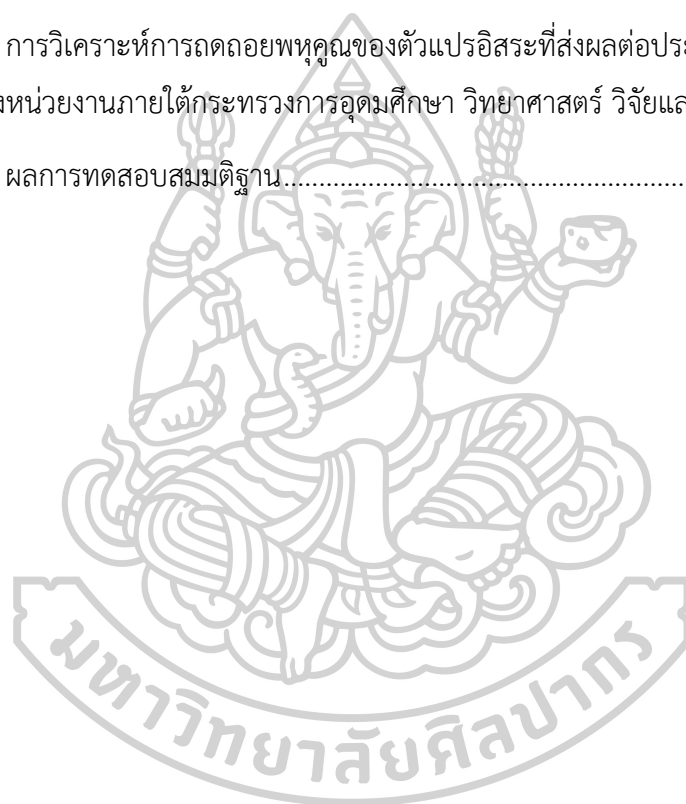 การวิเคราะห์การถดถอยพหุคูณของตัวแปรอิสระที่ส่งผลต่อประ
งหน่วยงานภายใต้กระทรวงการอุดมศึกษา วิทยาศาสตร์ วิจัยแล
ผลการทดสอบสมมติฐาน................................................................
มหาวิทยาลัยศิลปากร